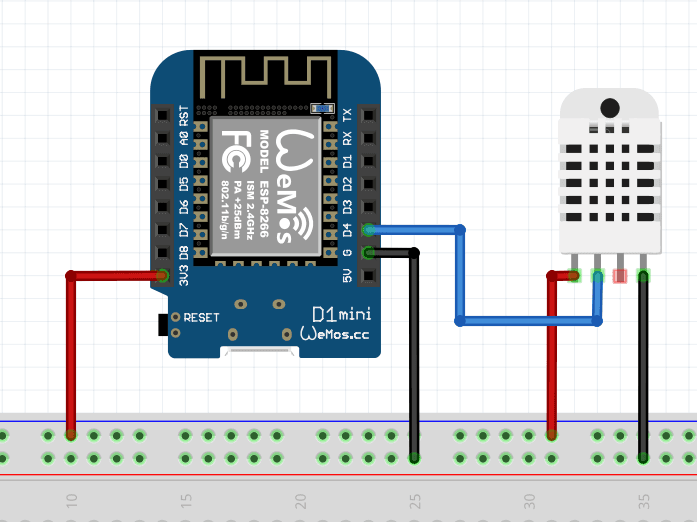 RST
A0
D0
D5
D6
D7
D8
3V3
TX
RX
D1
D2
D3
D4
G
5V
WeMos
MODEL ESP-8266
ISM 2.4GHz
PA +25dBm
802.11b/g/n
FC
RESET
D1mini
WeMos.cc
10
15
20
25
30
35